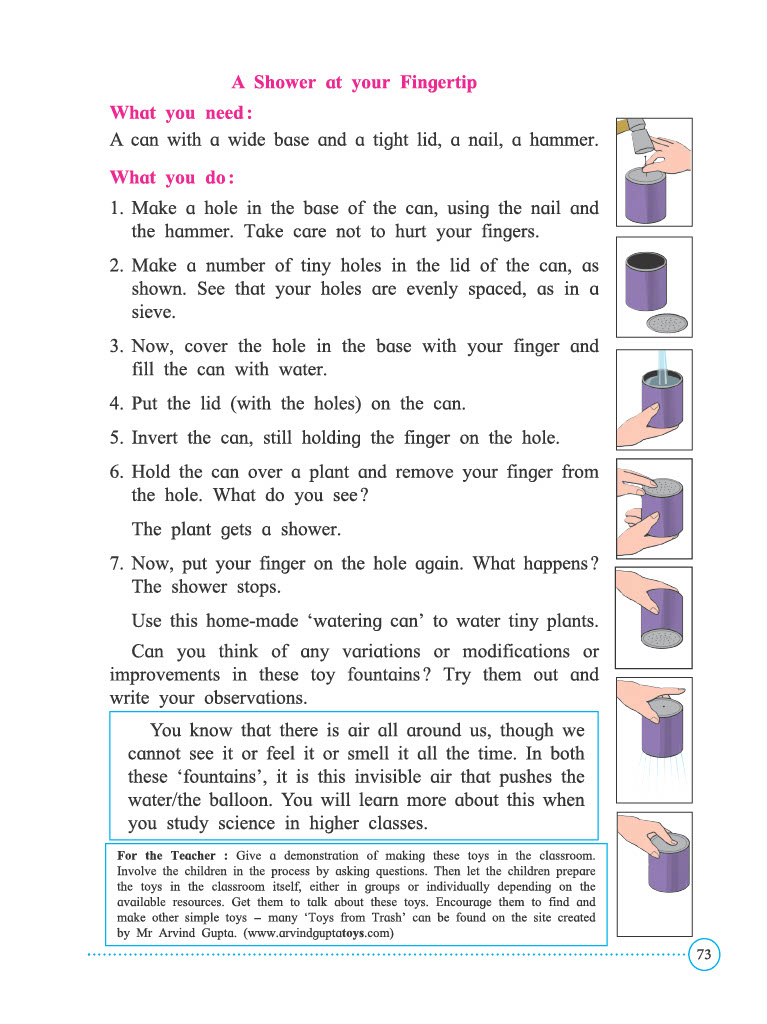 A Shower at your Fingertip
What you need:
A can with a wide base and a tight lid, a nail, a hammer.
What you do:
1. Make a hole in the base of the can, using the nail and
the hammer. Take care not to hurt your fingers.
2. Make a number of tiny holes in the lid of the can, as
shown. See that your holes are evenly spaced, as in a
sieve.
3. Now, cover the hole in the base with your finger and
fill the can with water.
4. Put the lid (with the holes) on the can.
5. Invert the can, still holding the finger on the hole.
6. Hold the can over a plant and remove your finger from
the hole. What do you see?
The plant gets a shower.
7. Now, put your finger on the hole again. What happens?
The shower stops.
Use this home-made ‘watering can’ to water tiny plants.
Can you think of any variations or modifications or
improvements in these toy fountains? Try them out and
write your observations.
You know that there is air all around us, though we
cannot see it or feel it or smell it all the time. In both
these ‘fountains’, it is this invisible air that pushes the
water/the balloon. You will learn more about this when
you study science in higher classes.
For the Teacher : Give a demonstration of making these toys in the classroom.
Involve the children in the process by asking questions. Then let the children prepare
the toys in the classroom itself, either in groups or individually depending on the
available resources. Get them to talk about these toys. Encourage them to find and
make other simple toys – many ‘Toys from Trash’ can be found on the site created
by Mr Arvind Gupta. (www.arvindguptatoys.com)
73